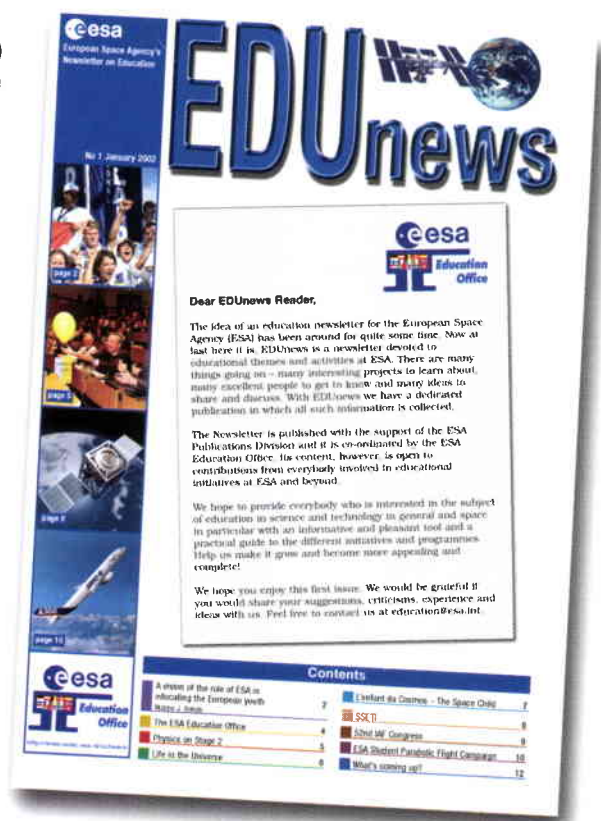 esa
European Space Agency's
Newsletter on Education
EDUnews
No 1 January 2002
page 2
page 5
page 8
page 10
esa
Education
Office
Dear EDUnews Reader,
The idea of an education newsletter for the European Space
Agency (ESA) has been around for quite some time. Now at
last here it is. EDUnews is a newsletter devoted to
educational themes and activities at ESA. There are many
things going on – many interesting projects to learn about,
many excellent people to get to know and many ideas to
share and discuss. With EDUnews we have a dedicated
publication in which all such information is collected.
The Newsletter is published with the support of the ESA
Publications Division and it is co-ordinated by the ESA
Education Office. Its content, however, is open to
contributions from everybody involved in educational
initiatives at ESA and beyond.
We hope to provide everybody who is interested in the subject
of education in science and technology in general and space
in particular with an informative and pleasant tool and a
practical guide to the different initiatives and programmes.
Help us make it grow and become more appealing and
complete!
We hope you enjoy this first issue. We would be grateful if
you would share your suggestions, criticisms, experience and
ideas with us. Feel free to contact us at education@esa.int.
esa
Education
Office
Contents
A vision of the role of ESA in
educating the European youth
2
The ESA Education Office 4
Physics on Stage 2 5
Life in the Universe 6
L'enfant du Cosmos – The Space Child 7
SSETI 8
52nd IAF Congress 9
ESA Student Parabolic Flight Campaign 10
What's coming up? 12